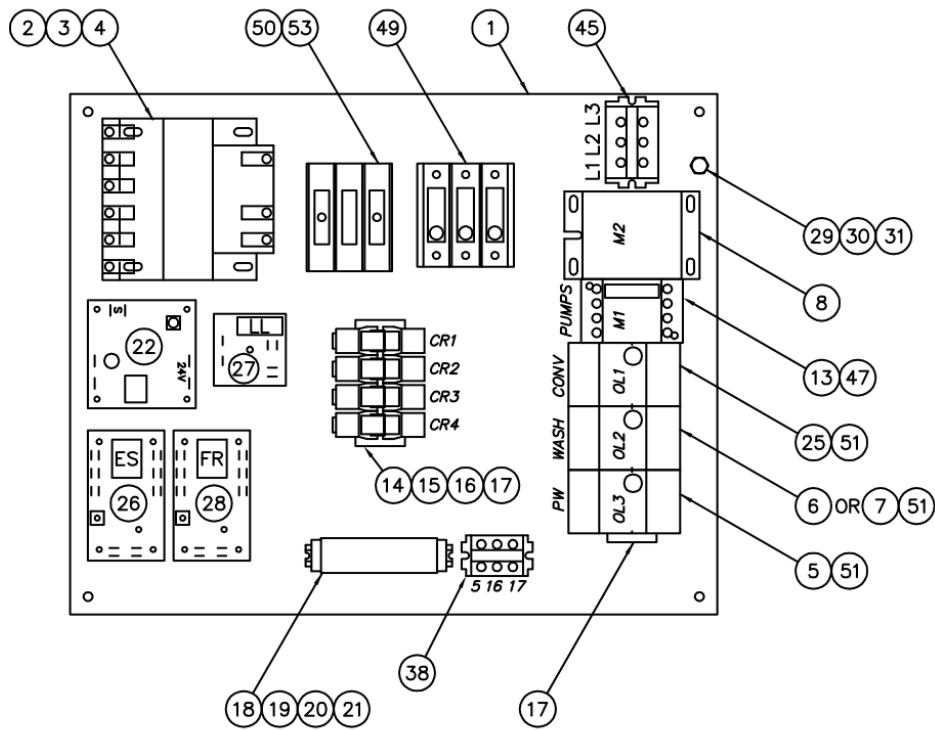 2 3 4
50 53
49
1
45
L1 L2 L3
29 30 31
M2
8
PUMPS
M1
13 47
S
22
24V
LL
27
CR1
CR2
CR3
CR4
CONV
OL1
25 51
WASH
OL2
6 OR 7 51
PW
OL3
5 51
14 15 16 17
ES
26
FR
28
5 16 17
38
18 19 20 21
17